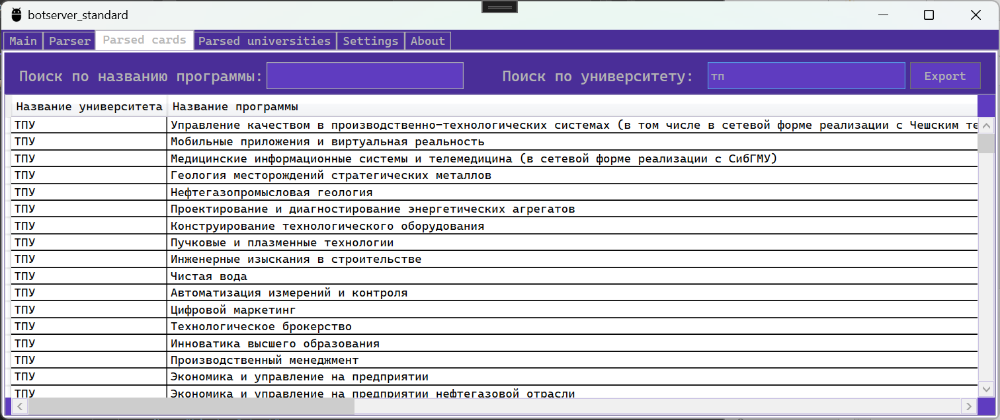 botserver_standard
Main Parser Parsed cards Parsed universities Settings About
Поиск по названию программы: Поиск по университету: тп Export
Название университета Название программы
ТПУ Управление качеством в производственно-технологических системах (в том числе в сетевой форме реализации с Чешским
ТПУ Мобильные приложения и виртуальная реальность
ТПУ Медицинские информационные системы и телемедицина (в сетевой форме реализации с СибГМУ)
ТПУ Геология месторождений стратегических металлов
ТПУ Нефтегазопромысловая геология
ТПУ Проектирование и диагностирование энергетических агрегатов
ТПУ Конструирование технологического оборудования
ТПУ Пучковые и плазменные технологии
ТПУ Инженерные изыскания в строительстве
ТПУ Чистая вода
ТПУ Автоматизация измерений и контроля
ТПУ Цифровой маркетинг
ТПУ Технологическое брокерство
ТПУ Инноватика высшего образования
ТПУ Производственный менеджмент
ТПУ Экономика и управление на предприятии
ТПУ Экономика и управление на предприятии нефтегазовой отрасли